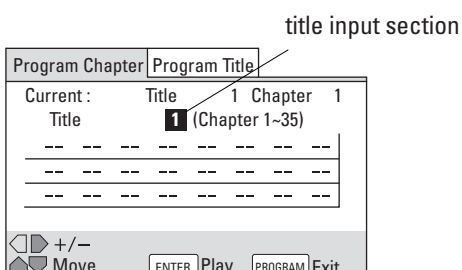 title input section
Program Chapter Program Title
Current : Title 1 Chapter 1
Title 1 (Chapter 1~35)
-- -- -- -- -- -- -- --
-- -- -- -- -- -- -- --
-- -- -- -- -- -- -- --
+/–
Move ENTER Play PROGRAM Exit